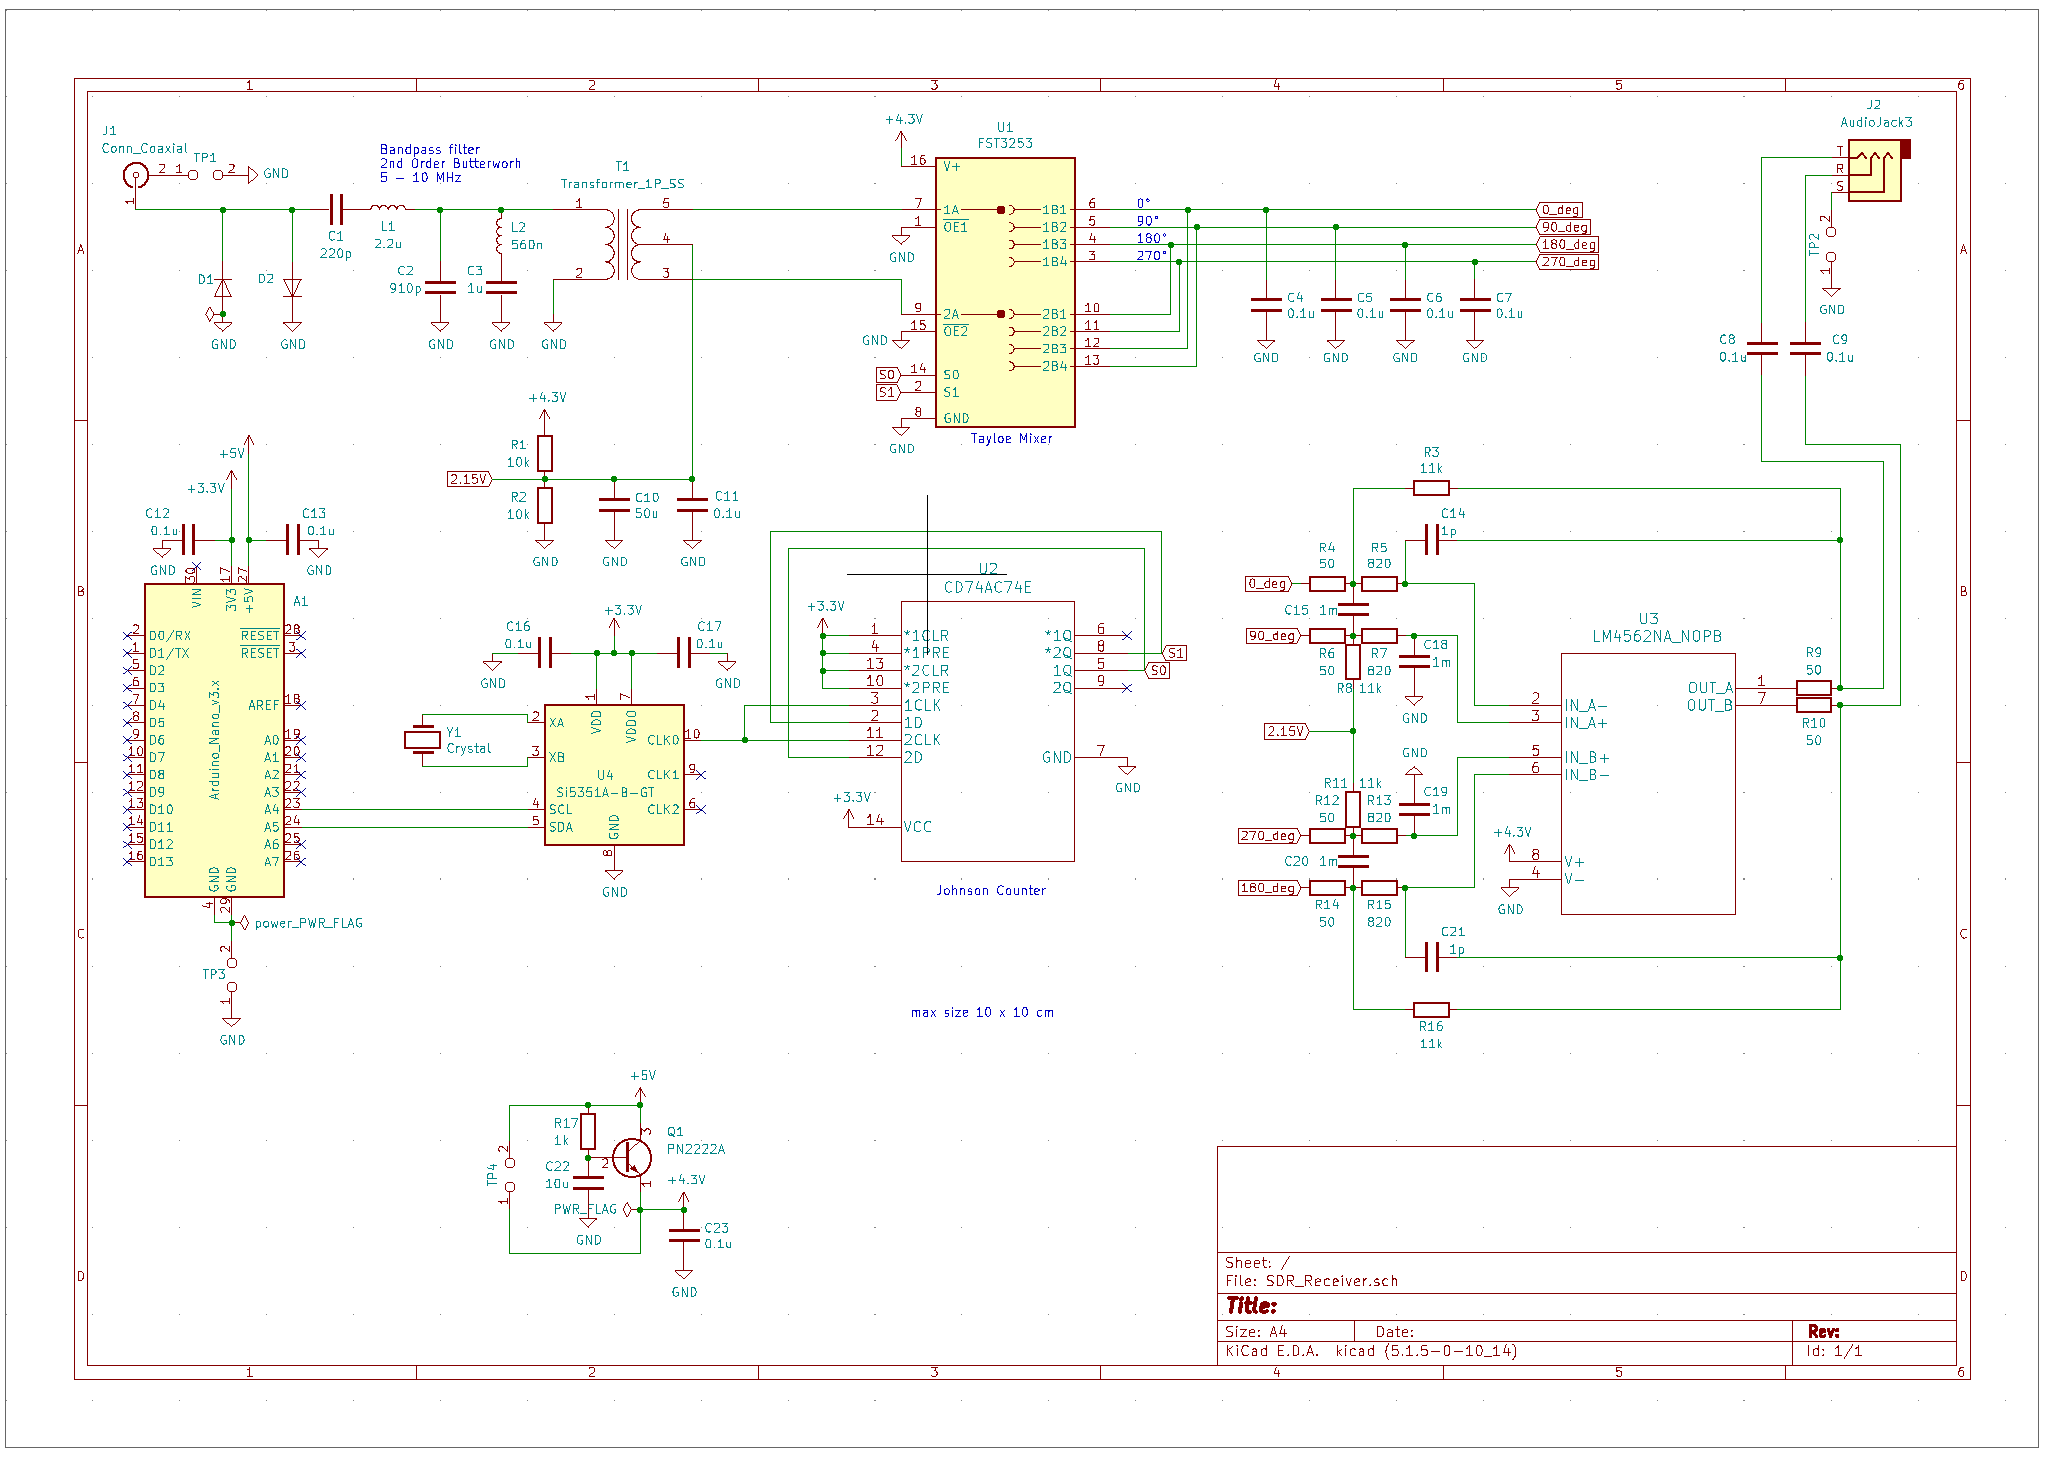 1 2 3 4 5 6
J1
Conn_Coaxial
2 1 TP1 2 GND
1
Bandpass filter
2nd Order Butterworh
5 – 10 MHz
T1
Transformer_1P_SS
1 5
4
2 3
C1
220p
L1
2.2u
L2
560n
D1
D2
C2
910p
C3
1u
GND GND GND GND GND
+4.3V
U1
FST3253
16 V+
7 1A 1B1 6 0°
1 OE1 1B2 5 90°
1B3 4 180°
1B4 3 270°
GND
9 2A 2B1 10
15 OE2 2B2 11
GND
2B3 12
2B4 13
S0 14 S0
S1 2 S1
8 GND
GND
Tayloe Mixer
0_deg
90_deg
180_deg
270_deg
C4
0.1u
C5
0.1u
C6
0.1u
C7
0.1u
GND GND GND GND
J2
AudioJack3
T
R
S
2
TP2
1
GND
C8
0.1u
C9
0.1u
A A
+4.3V
R1
10k
2.15V
R2
10k
C10
50u
C11
0.1u
GND GND GND
+5V
+3.3V
C12
0.1u
C13
0.1u
GND GND
30 17 27
VIN 3V3 +5V
A1
Arduino_Nano_v3.x
2 D0/RX RESET 28
1 D1/TX RESET 3
5 D2
6 D3
7 D4 AREF 18
8 D5
9 D6 A0 19
10 D7 A1 20
11 D8 A2 21
12 D9 A3 22
13 D10 A4 23
14 D11 A5 24
15 D12 A6 25
16 D13 A7 26
GND GND
4 29
power_PWR_FLAG
2
TP3
1
GND
B B
+3.3V
C16
0.1u
C17
0.1u
GND GND
1 7
VDD VDDO
Y1
Crystal
2 XA
3 XB
CLK0 10
CLK1 9
CLK2 6
U4
Si5351A-B-GT
4 SCL
5 SDA
GND
8
GND
U2
CD74AC74E
+3.3V
1 *1CLR *1Q 6
4 *1PRE *2Q 8 S1
13 *2CLR 1Q 5 S0
10 *2PRE 2Q 9
3 1CLK
2 1D
11 2CLK
12 2D GND 7
GND
+3.3V
14 VCC
Johnson Counter
R3
11k
C14
1p
R4
50
R5
820
0_deg
C15 1m
90_deg
R6
50
R7
820
C18
1m
R8 11k
GND
2.15V
GND
R11 11k
R12
50
R13
820
C19
1m
270_deg
C20 1m
180_deg
R14
50
R15
820
C21
1p
R16
11k
U3
LM4562NA_NOPB
OUT_A 1
OUT_B 7
2 IN_A-
3 IN_A+
5 IN_B+
6 IN_B-
+4.3V
8 V+
4 V-
GND
R9
50
R10
50
C C
max size 10 x 10 cm
+5V
R17
1k
Q1
PN2222A
3
2
1
C22
10u
2
TP4
1
PWR_FLAG
GND
+4.3V
C23
0.1u
GND
D D
Sheet: /
File: SDR_Receiver.sch
Title:
Size: A4 Date: Rev:
KiCad E.D.A. kicad (5.1.5-0-10_14) Id: 1/1
1 2 3 4 5 6